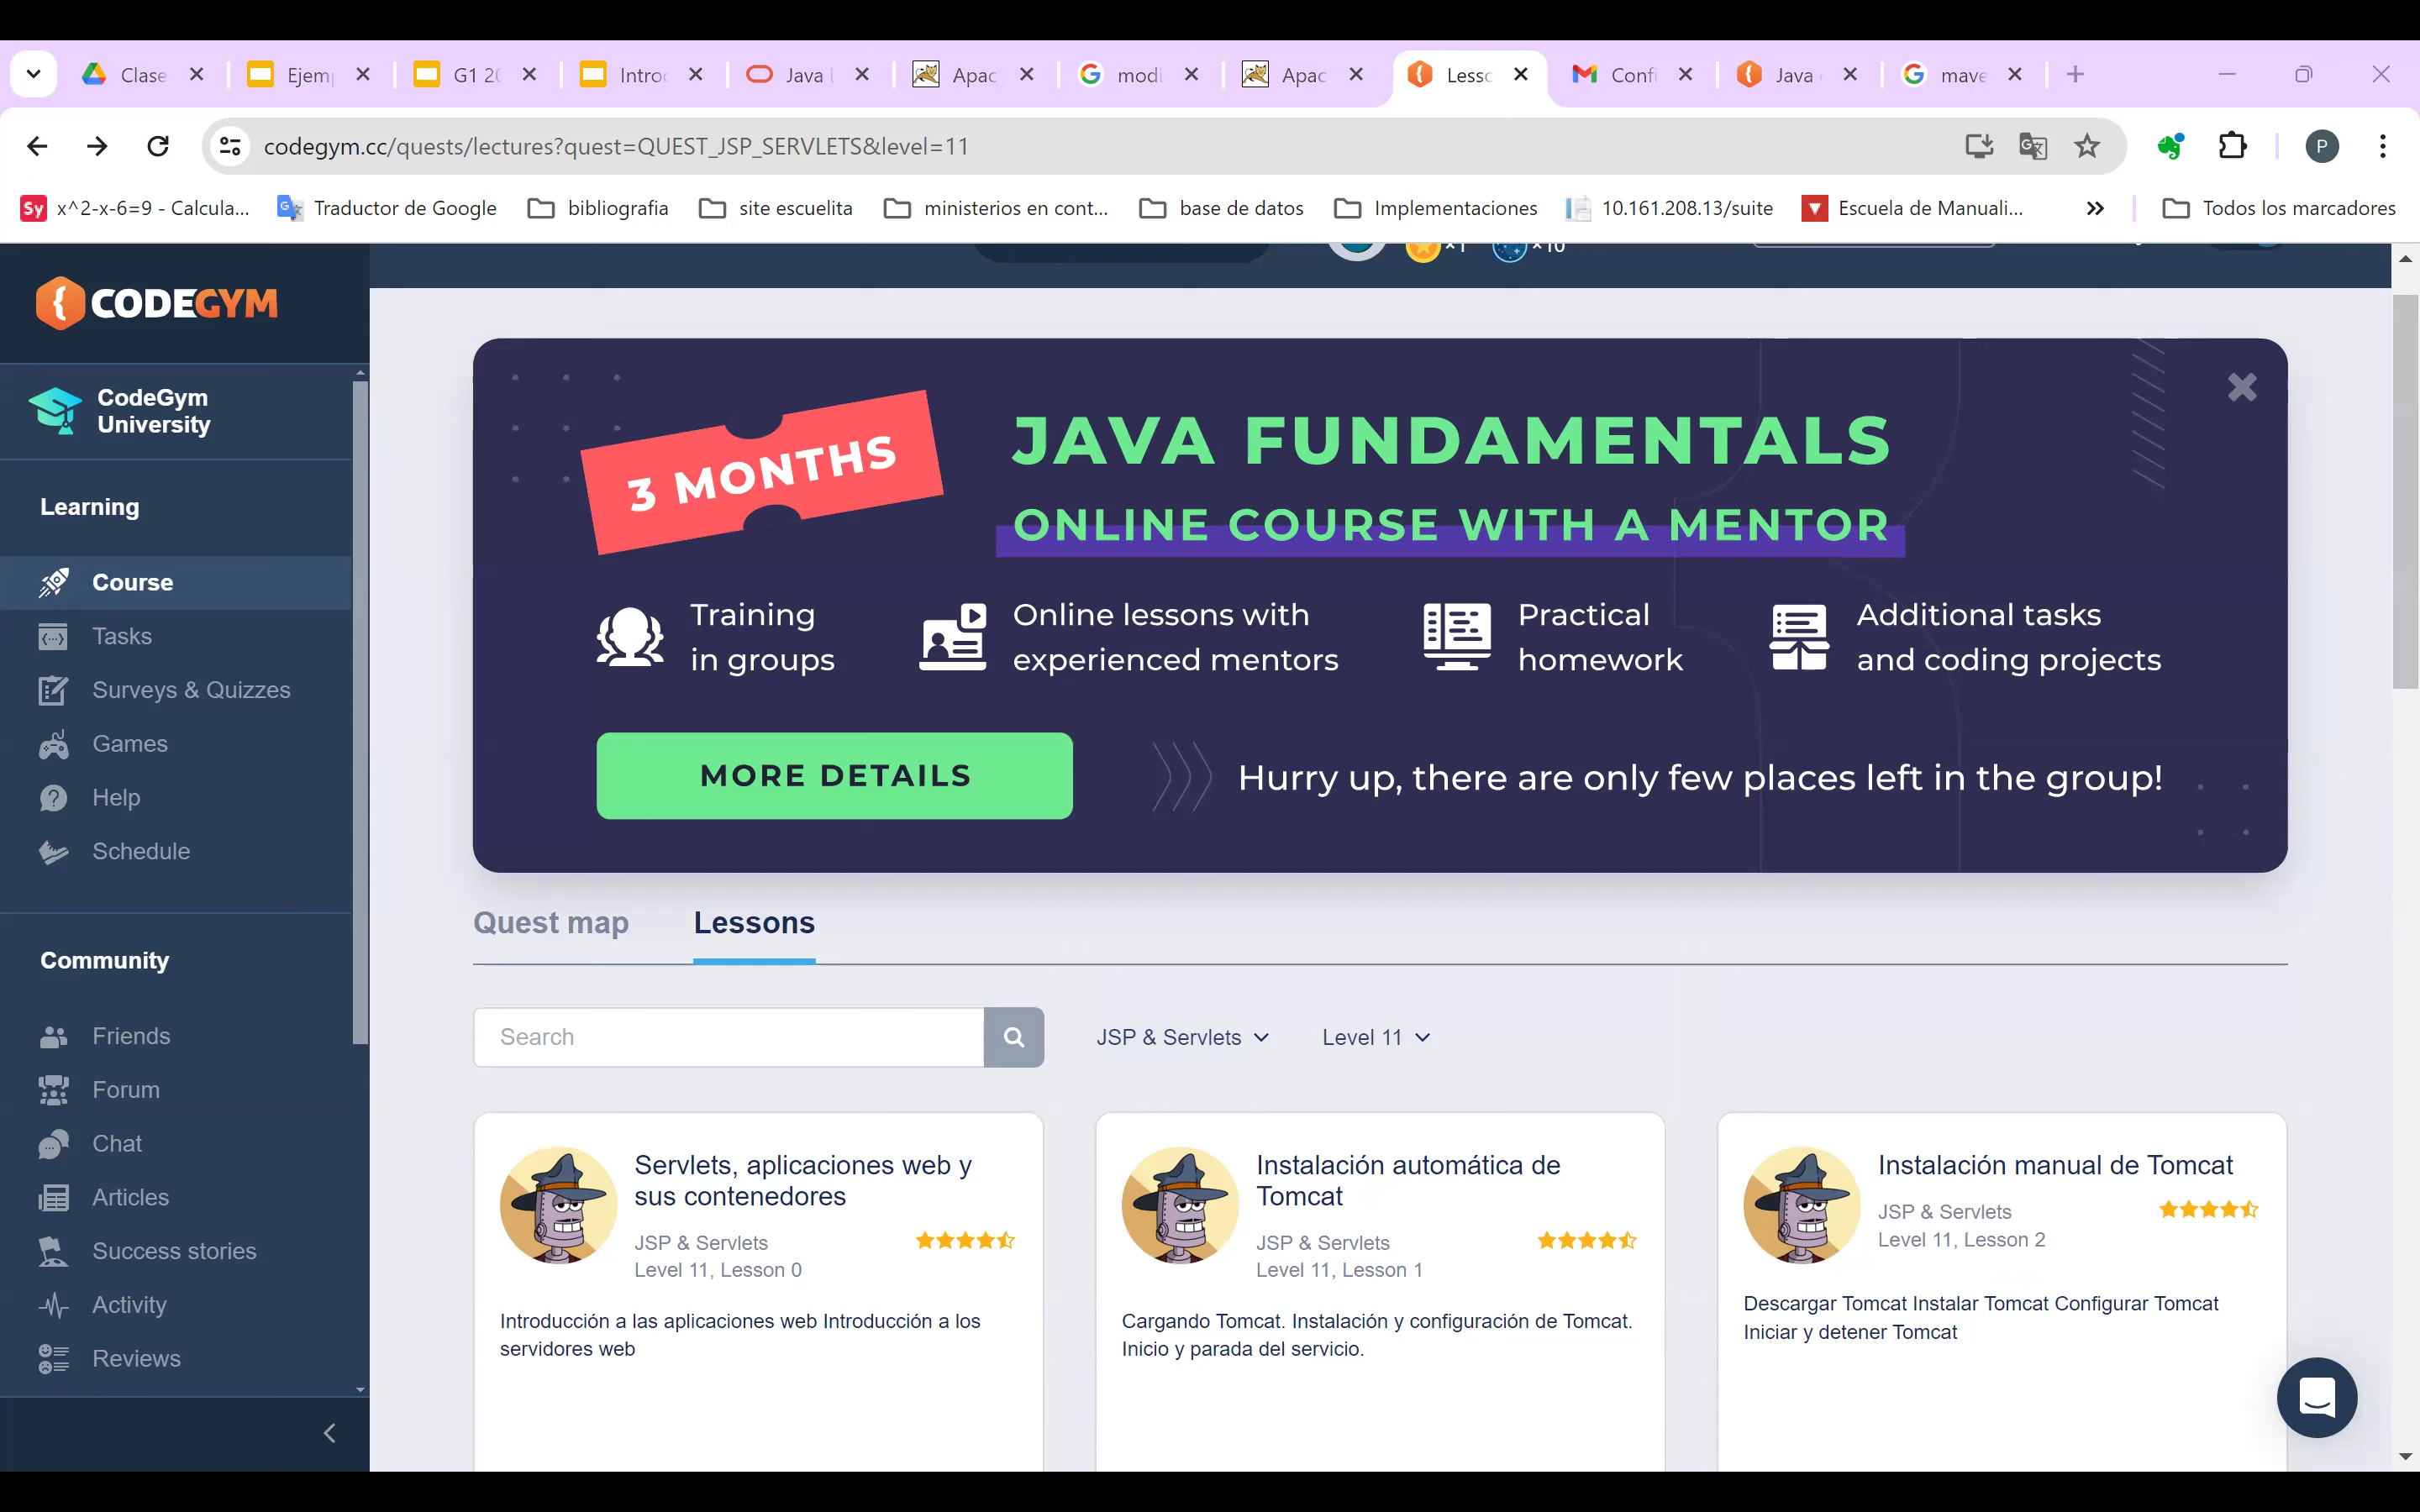 Clase
Ejem
G1 20
Intro
Java
Apac
modi
Apac
Less
Confi
Java
mave
codegym.cc/quests/lectures?quest=QUEST_JSP_SERVLETS&level=11
P
Sy x^2-x-6=9 - Calcula...
Traductor de Google
bibliografia
site escuelita
ministerios en cont...
base de datos
Implementaciones
10.161.208.13/suite
Escuela de Manuali...
Todos los marcadores
CODEGYM
CodeGym
University
Learning
Course
Tasks
Surveys & Quizzes
Games
Help
Schedule
Community
Friends
Forum
Chat
Articles
Success stories
Activity
Reviews
×1
×10
3 MONTHS
JAVA FUNDAMENTALS
ONLINE COURSE WITH A MENTOR
Training
in groups
Online lessons with
experienced mentors
Practical
homework
Additional tasks
and coding projects
MORE DETAILS
Hurry up, there are only few places left in the group!
Quest map
Lessons
Search
JSP & Servlets
Level 11
Servlets, aplicaciones web y
sus contenedores
JSP & Servlets
Level 11, Lesson 0
Introducción a las aplicaciones web Introducción a los
servidores web
Instalación automática de
Tomcat
JSP & Servlets
Level 11, Lesson 1
Cargando Tomcat. Instalación y configuración de Tomcat.
Inicio y parada del servicio.
Instalación manual de Tomcat
JSP & Servlets
Level 11, Lesson 2
Descargar Tomcat Instalar Tomcat Configurar Tomcat
Iniciar y detener Tomcat